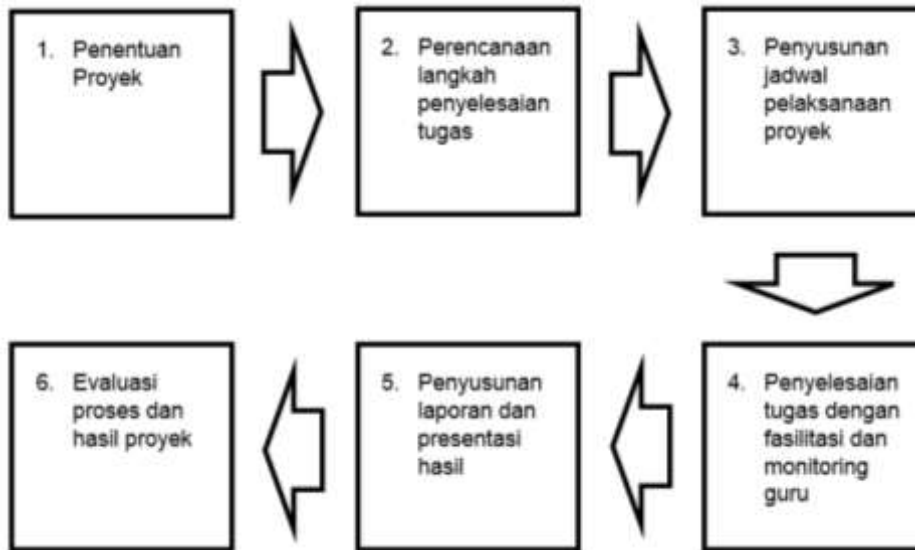 1. Penentuan
Proyek
2. Perencanaan
langkah
penyelesaian
tugas
3. Penyusunan
jadwal
pelaksanaan
proyek
4. Penyelesaian
tugas dengan
fasilitasi dan
monitoring
guru
5. Penyusunan
laporan dan
presentasi
hasil
6. Evaluasi
proses dan
hasil proyek